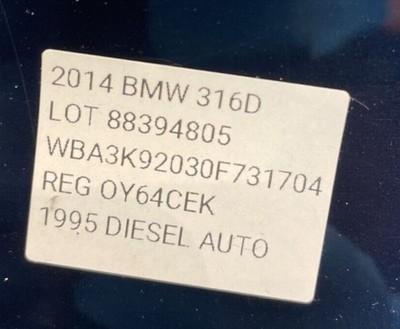 2014 BMW 316D
LOT 88394805
WBA3K92030F731704
REG OY64CEK
1995 DIESEL AUTO